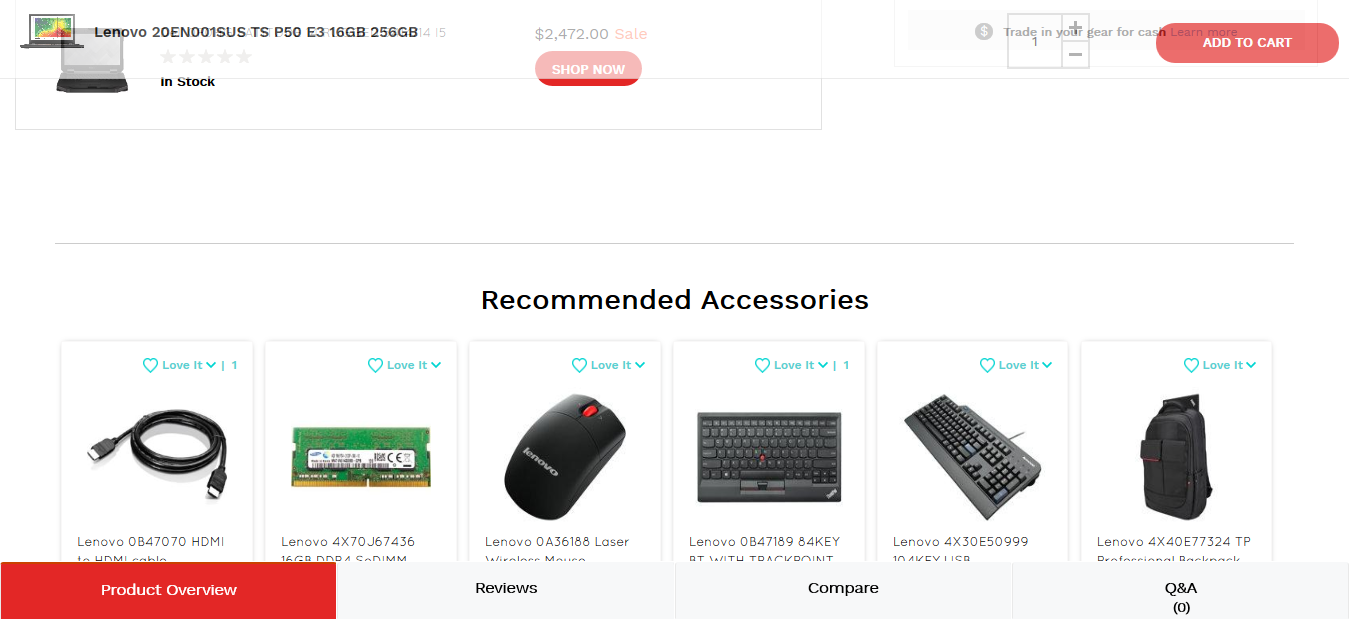 Lenovo 20EN001SUS TS P50 E3 16GB 256GB
14 I5
$2,472.00 Sale
SHOP NOW
In Stock
$ Trade in your gear for cash Learn more
1
ADD TO CART
Recommended Accessories
Love It | 1
Love It
Love It
Love It | 1
Love It
Love It
lenovo
Lenovo 0B47070 HDMI
to HDMI cable
Lenovo 4X70J67436
16GB DDR4 SoDIMM
Lenovo 0A36188 Laser
Wireless Mouse
Lenovo 0B47189 84KEY
BT WITH TRACKPOINT
Lenovo 4X30E50999
104KEY USB
Lenovo 4X40E77324 TP
Professional Backpack
Product Overview
Reviews
Compare
Q&A
(0)